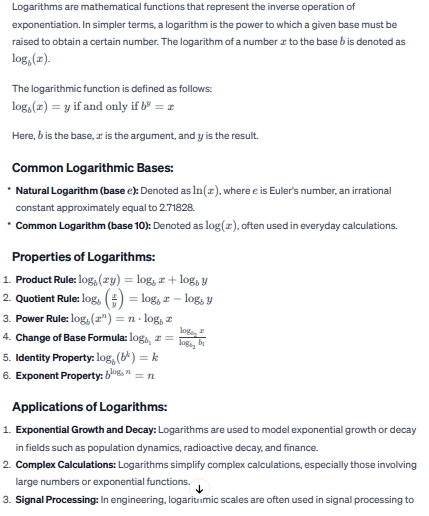 Logarithms are mathematical functions that represent the inverse operation of
exponentiation. In simpler terms, a logarithm is the power to which a given base must be
raised to obtain a certain number. The logarithm of a number x to the base b is denoted as
log_b(x).
The logarithmic function is defined as follows:
log_b(x) = y if and only if b^y = x
Here, b is the base, x is the argument, and y is the result.
Common Logarithmic Bases:
* Natural Logarithm (base e): Denoted as ln(x), where e is Euler's number, an irrational
constant approximately equal to 2.71828.
* Common Logarithm (base 10): Denoted as log(x), often used in everyday calculations.
Properties of Logarithms:
1. Product Rule: log_b(xy) = log_b x + log_b y
2. Quotient Rule: log_b (x/y) = log_b x − log_b y
3. Power Rule: log_b(x^n) = n · log_b x
4. Change of Base Formula: log_{b_1} x = log_{b_2} x / log_{b_2} b_1
5. Identity Property: log_b(b^k) = k
6. Exponent Property: b^{log_b n} = n
Applications of Logarithms:
1. Exponential Growth and Decay: Logarithms are used to model exponential growth or decay
in fields such as population dynamics, radioactive decay, and finance.
2. Complex Calculations: Logarithms simplify complex calculations, especially those involving
large numbers or exponential functions.
3. Signal Processing: In engineering, logarithmic scales are often used in signal processing to